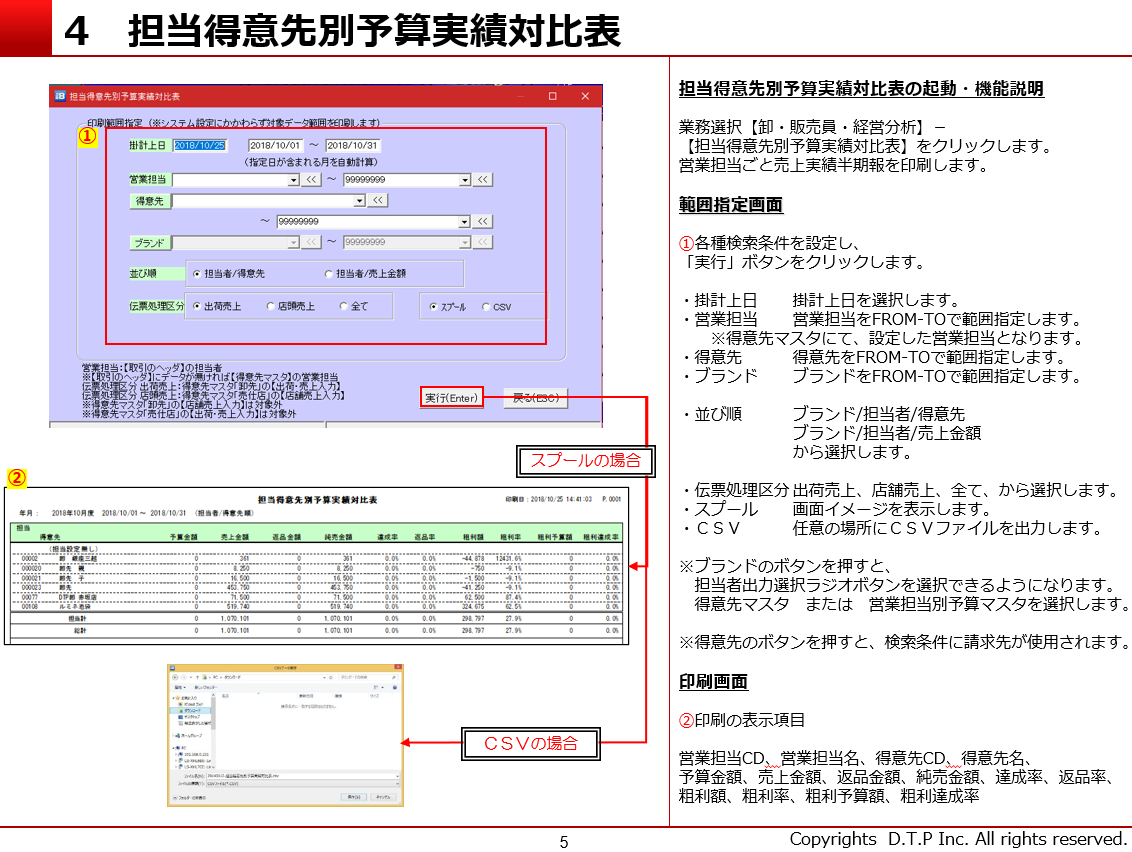 4　担当得意先別予算実績対比表
担当得意先別予算実績対比表
印刷範囲指定（※システム設定にかかわらず対象データ範囲を印刷します）
①
掛計上日 2018/10/25 2018/10/01 ～ 2018/10/31
（指定日が含まれる月を自動計算）
営業担当 << ～ 99999999 <<
得意先 <<
～ 99999999 <<
ブランド << ～ 99999999 <<
並び順 担当者/得意先 担当者/売上金額
伝票処理区分 出荷売上 店頭売上 全て スプール CSV
営業担当：【取引のヘッダ】の担当者
※【取引のヘッダ】にデータが無ければ【得意先マスタ】の営業担当
伝票処理区分 出荷売上：得意先マスタ「卸先」の【出荷・売上入力】
伝票処理区分 店頭売上：得意先マスタ「売仕店」の【店舗売上入力】
※得意先マスタ「卸先」の【店舗売上入力】は対象外
※得意先マスタ「売仕店」の【出荷・売上入力】は対象外
実行(Enter) 戻る(ESC)
スプールの場合
②
担当得意先別予算実績対比表
印刷日：2018/10/25 14:41:03 P.0001
年月： 2018年10月度 2018/10/01 ～ 2018/10/31 （担当者/得意先順）
担当
得意先 予算金額 売上金額 返品金額 純売金額 達成率 返品率 粗利額 粗利率 粗利予算額 粗利達成率
（担当設定無し）
00002 卸 銀座三越 0 361 0 361 0.0% 0.0% -44,878 12431.6% 0 0.0%
000020 卸先 親 0 8,250 0 8,250 0.0% 0.0% -750 -9.1% 0 0.0%
000021 卸先 子 0 16,500 0 16,500 0.0% 0.0% -1,500 -9.1% 0 0.0%
000023 卸先 0 453,750 0 453,750 0.0% 0.0% -41,250 -9.1% 0 0.0%
00077 DTP卸 赤坂店 0 71,500 0 71,500 0.0% 0.0% 62,500 87.4% 0 0.0%
00108 ルミネ池袋 0 519,740 0 519,740 0.0% 0.0% 324,675 62.5% 0 0.0%
担当計 0 1,070,101 0 1,070,101 0.0% 0.0% 298,797 27.9% 0 0.0%
総計 0 1,070,101 0 1,070,101 0.0% 0.0% 298,797 27.9% 0 0.0%
ＣＳＶの場合
担当得意先別予算実績対比表の起動・機能説明
業務選択【卸・販売員・経営分析】－
【担当得意先別予算実績対比表】をクリックします。
営業担当ごと売上実績半期報を印刷します。
範囲指定画面
①各種検索条件を設定し、
「実行」ボタンをクリックします。
・掛計上日　掛計上日を選択します。
・営業担当　営業担当をFROM-TOで範囲指定します。
※得意先マスタにて、設定した営業担当となります。
・得意先　得意先をFROM-TOで範囲指定します。
・ブランド　ブランドをFROM-TOで範囲指定します。
・並び順　ブランド/担当者/得意先
ブランド/担当者/売上金額
から選択します。
・伝票処理区分 出荷売上、店舗売上、全て、から選択します。
・スプール　画面イメージを表示します。
・ＣＳＶ　任意の場所にＣＳＶファイルを出力します。
※ブランドのボタンを押すと、
担当者出力選択ラジオボタンを選択できるようになります。
得意先マスタ　または　営業担当別予算マスタを選択します。
※得意先のボタンを押すと、検索条件に請求先が使用されます。
印刷画面
②印刷の表示項目
営業担当CD、営業担当名、得意先CD、得意先名、
予算金額、売上金額、返品金額、純売金額、達成率、返品率、
粗利額、粗利率、粗利予算額、粗利達成率
5
Copyrights D.T.P Inc. All rights reserved.